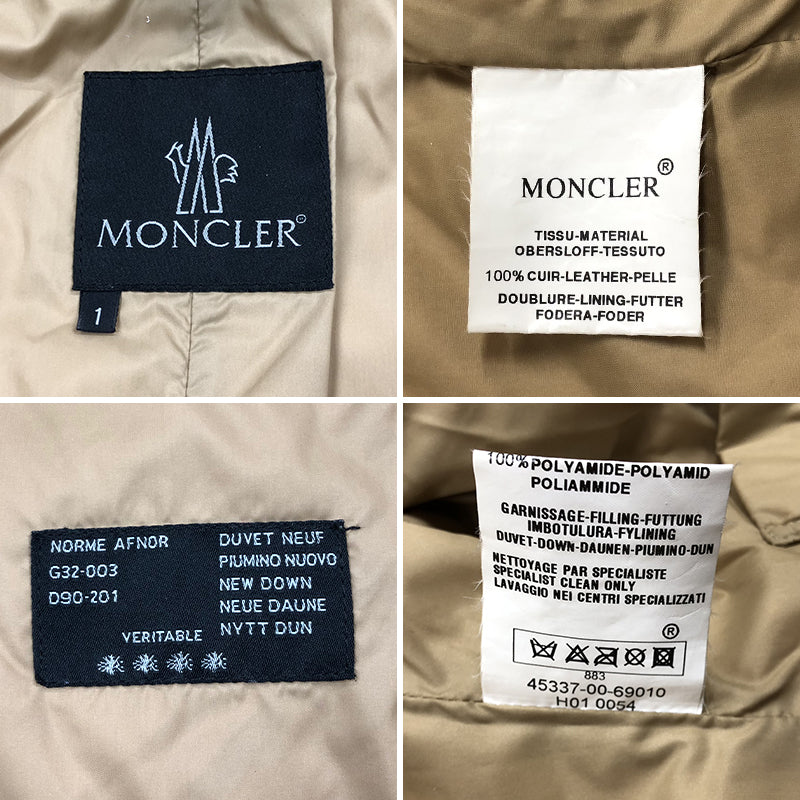 MONCLER
1
MONCLER®
TISSU-MATERIAL
OBERSLOFF-TESSUTO
100% CUIR-LEATHER-PELLE
DOUBLURE-LINING-FUTTER
FODERA-FODER
NORME AFNOR
G32-003
D90-201
DUVET NEUF
PIUMINO NUOVO
NEW DOWN
NEUE DAUNE
NYTT DUN
VERITABLE
100% POLYAMIDE-POLYAMID
POLIAMMIDE
GARNISSAGE-FILLING-FUTTUNG
IMBOTULURA-FYLINING
DUVET-DOWN-DAUNEN-PIUMINO-DUN
NETTOYAGE PAR SPECIALISTE
SPECIALIST CLEAN ONLY
LAVAGGIO NEI CENTRI SPECIALIZZATI
®
883
45337-00-69010
H01 0054